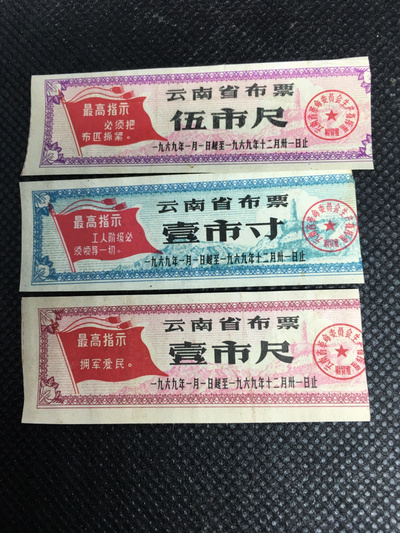 最高指示
必须把
布匹抓紧。
云南省布票
伍市尺
一九六九年一月一日起至一九六九年十二月卅一日止
最高指示
工人阶级必
须领导一切。
云南省布票
壹市寸
一九六九年一月一日起至一九六九年十二月卅一日止
最高指示
拥军爱民。
云南省布票
壹市尺
一九六九年一月一日起至一九六九年十二月卅一日止